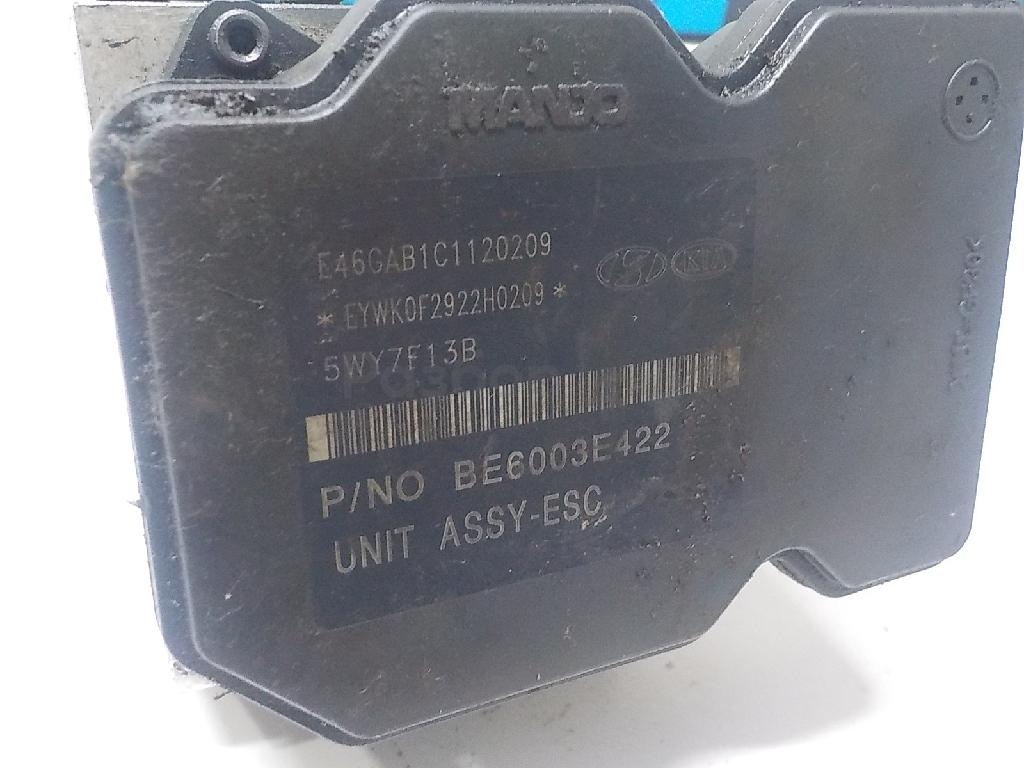 MANDO
E46GAB1C1120209
KIA
*EYWK0F2922H0209*
5WY7F13B
P/NO BE6003E422
UNIT ASSY-ESC